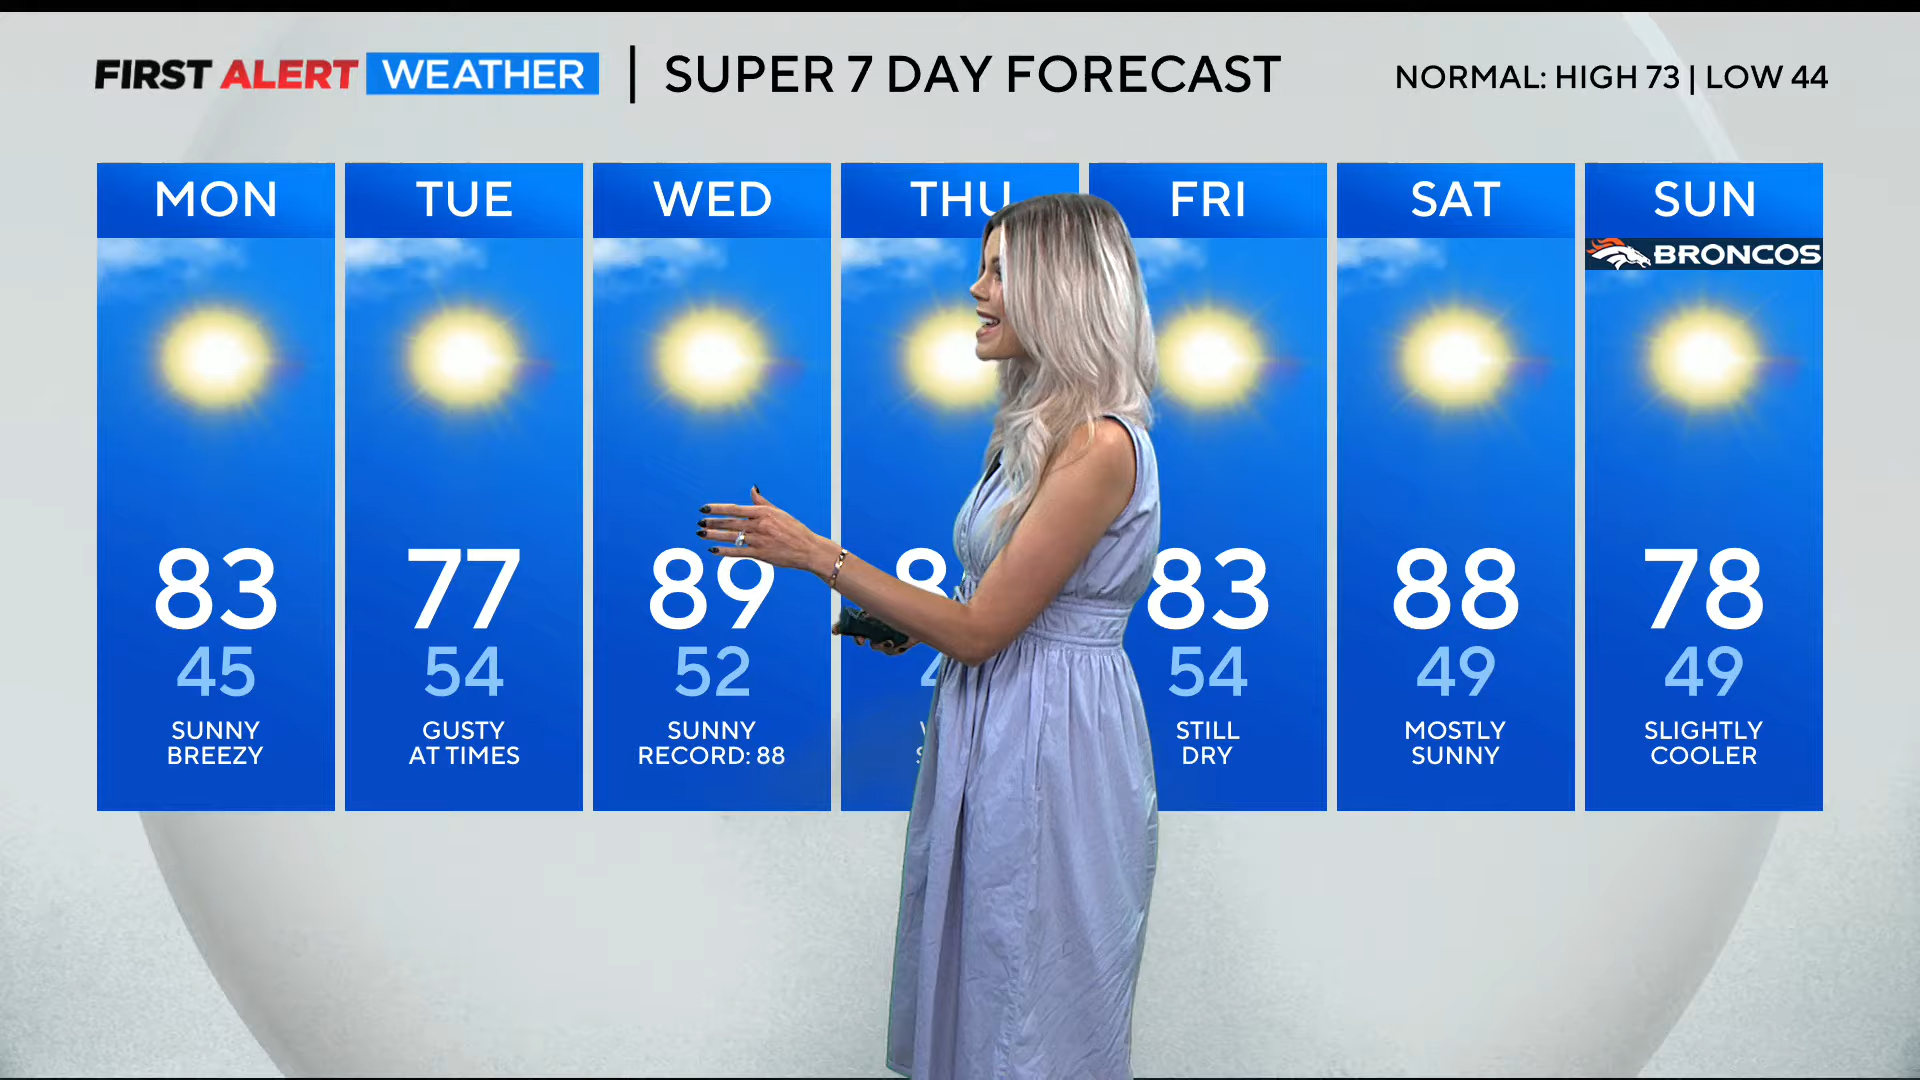 FIRST ALERT WEATHER | SUPER 7 DAY FORECAST
NORMAL: HIGH 73 | LOW 44
MON
83
45
SUNNY
BREEZY
TUE
77
54
GUSTY
AT TIMES
WED
89
52
SUNNY
RECORD: 88
THU
FRI
83
54
STILL
DRY
SAT
88
49
MOSTLY
SUNNY
SUN
BRONCOS
78
49
SLIGHTLY
COOLER